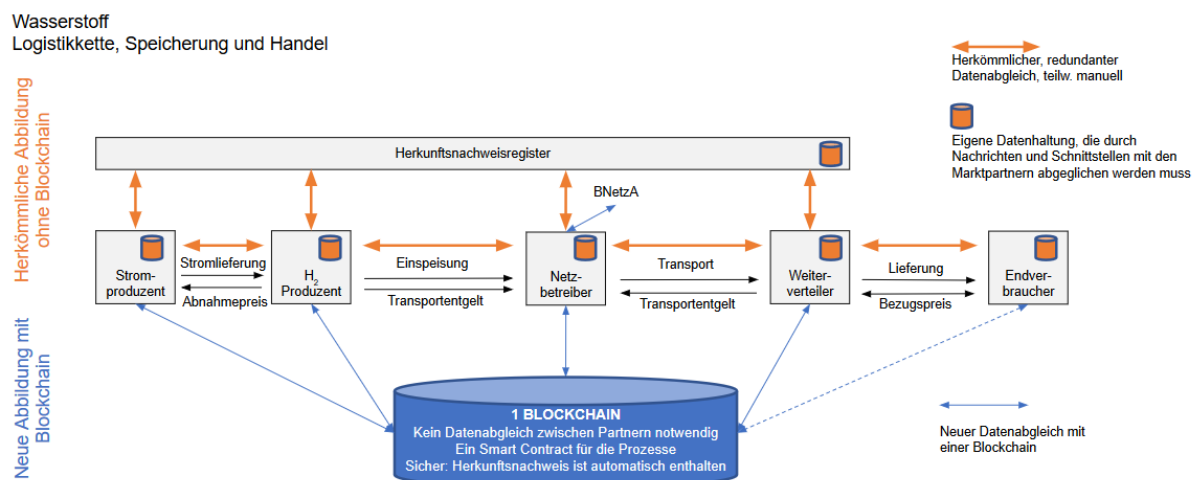 Wasserstoff
Logistikkette, Speicherung und Handel
Herkömmlicher, redundanter
Datenabgleich, teilw. manuell
Eigene Datenhaltung, die durch
Nachrichten und Schnittstellen mit den
Marktpartnern abgeglichen werden muss
Herkömmliche Abbildung
ohne Blockchain
Herkunftsnachweisregister
BNetzA
Strom-
produzent
Stromlieferung
Abnahmepreis
H2
Produzent
Einspeisung
Transportentgelt
Netz-
betreiber
Transport
Transportentgelt
Weiter-
verteiler
Lieferung
Bezugspreis
Endver-
braucher
Neue Abbildung mit
Blockchain
1 BLOCKCHAIN
Kein Datenabgleich zwischen Partnern notwendig
Ein Smart Contract für die Prozesse
Sicher: Herkunftsnachweis ist automatisch enthalten
Neuer Datenabgleich mit
einer Blockchain